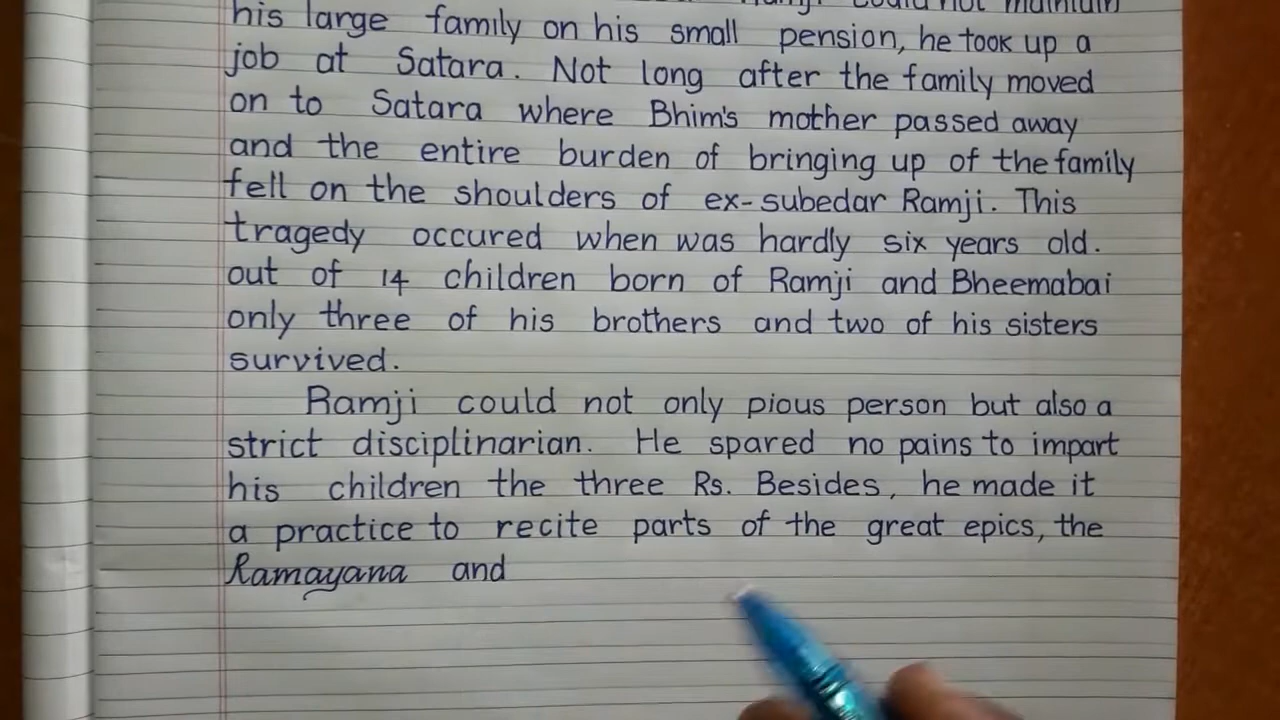 could not maintain
his large family on his small pension, he took up a
job at Satara. Not long after the family moved
on to Satara where Bhim's mother passed away
and the entire burden of bringing up of the family
fell on the shoulders of ex-subedar Ramji. This
tragedy occured when was hardly six years old.
out of 14 children born of Ramji and Bheemabai
only three of his brothers and two of his sisters
survived.
Ramji could not only pious person but also a
strict disciplinarian. He spared no pains to impart
his children the three Rs. Besides, he made it
a practice to recite parts of the great epics, the
Ramayana and